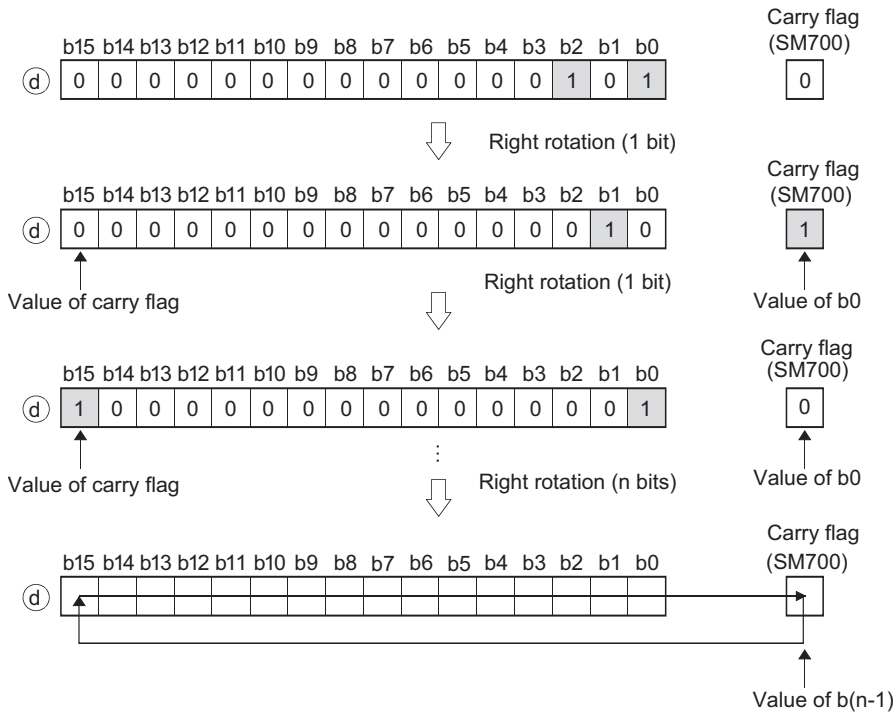 Carry flag
(SM700)
b15 b14 b13 b12 b11 b10 b9 b8 b7 b6 b5 b4 b3 b2 b1 b0
d 0 0 0 0 0 0 0 0 0 0 0 0 0 1 0 1 0
Right rotation (1 bit)
Carry flag
(SM700)
b15 b14 b13 b12 b11 b10 b9 b8 b7 b6 b5 b4 b3 b2 b1 b0
d 0 0 0 0 0 0 0 0 0 0 0 0 0 0 1 0 1
Right rotation (1 bit)
Value of carry flag
Value of b0
Carry flag
(SM700)
b15 b14 b13 b12 b11 b10 b9 b8 b7 b6 b5 b4 b3 b2 b1 b0
d 1 0 0 0 0 0 0 0 0 0 0 0 0 0 0 1 0
Value of carry flag
Value of b0
⋮
Right rotation (n bits)
Carry flag
(SM700)
b15 b14 b13 b12 b11 b10 b9 b8 b7 b6 b5 b4 b3 b2 b1 b0
d
Value of b(n-1)